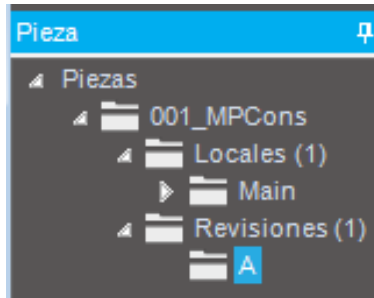 Pieza
Piezas
001_MPCons
Locales (1)
Main
Revisiones (1)
A